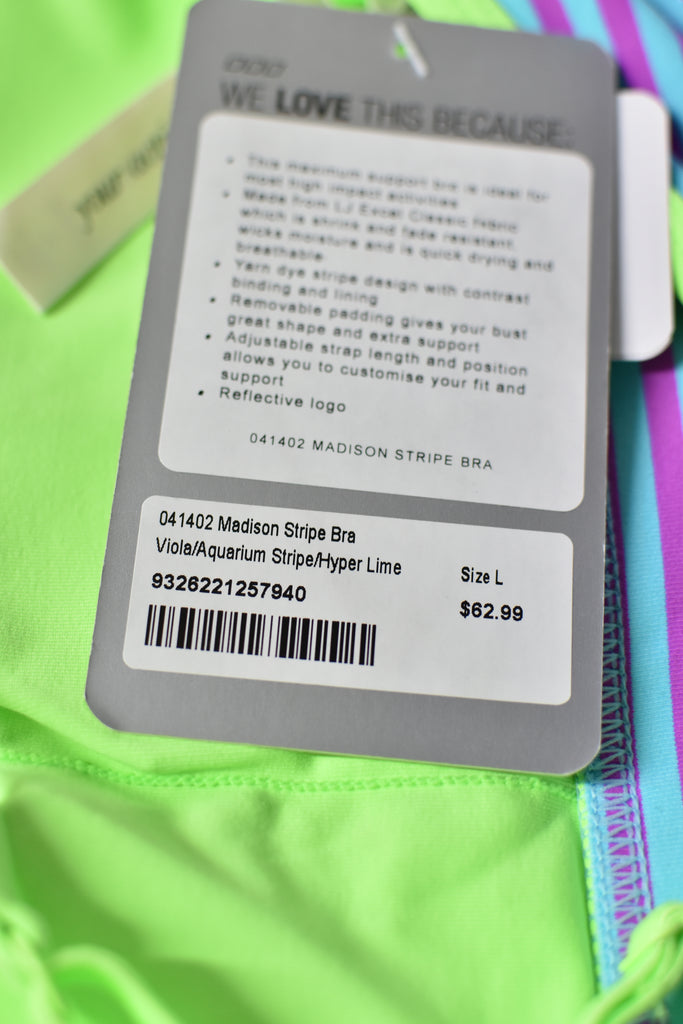 WE LOVE THIS BECAUSE:
• This maximum support bra is ideal for
most high impact activities
• Made from LJ Excel Classic fabric
which is shrink and fade resistant,
wicks moisture and is quick drying and
breathable
• Yarn dye stripe design with contrast
binding and lining
• Removable padding gives your bust
great shape and extra support
• Adjustable strap length and position
allows you to customise your fit and
support
• Reflective logo
041402 MADISON STRIPE BRA
041402 Madison Stripe Bra
Viola/Aquarium Stripe/Hyper Lime
Size L
9326221257940
$62.99